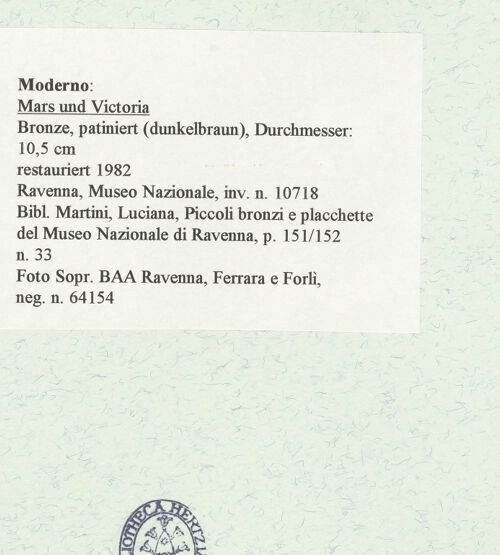 Moderno:
Mars und Victoria
Bronze, patiniert (dunkelbraun), Durchmesser:
10,5 cm
restauriert 1982
Ravenna, Museo Nazionale, inv. n. 10718
Bibl. Martini, Luciana, Piccoli bronzi e placchette
del Museo Nazionale di Ravenna, p. 151/152
n. 33
Foto Sopr. BAA Ravenna, Ferrara e Forlì,
neg. n. 64154